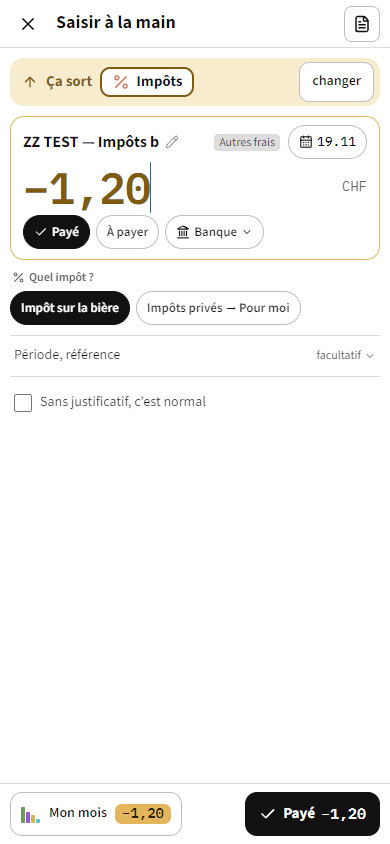 Saisir à la main
Ça sort % Impôts changer
ZZ TEST — Impôts b Autres frais 19.11
−1,20 CHF
Payé À payer Banque
% Quel impôt ?
Impôt sur la bière Impôts privés → Pour moi
Période, référence facultatif
Sans justificatif, c’est normal
Mon mois −1,20 Payé −1,20